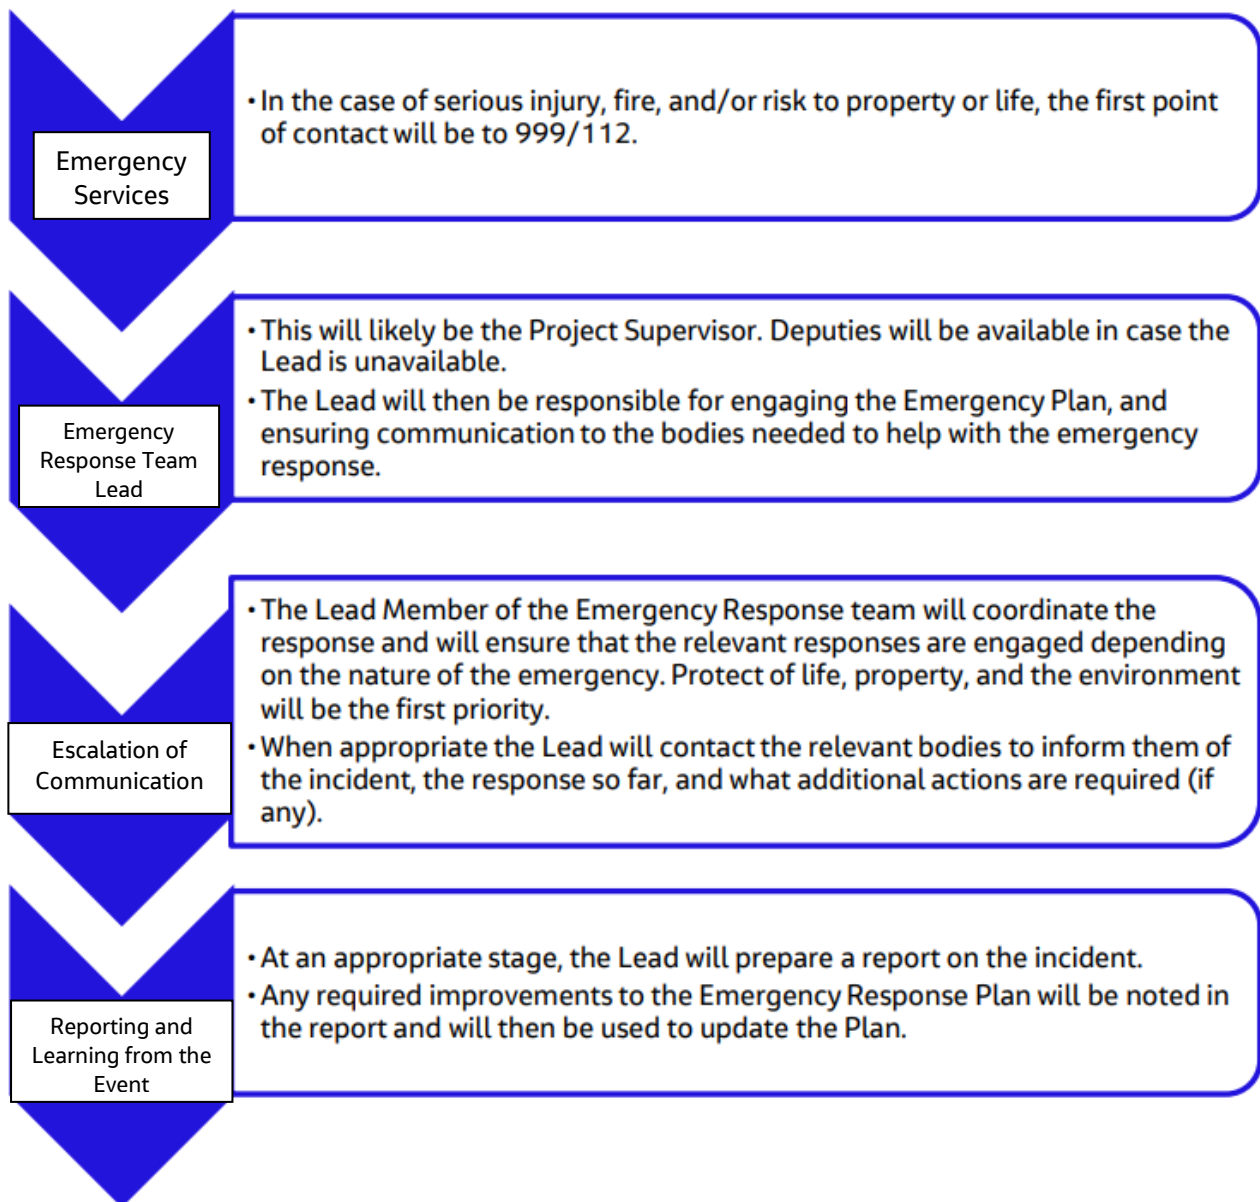 Emergency
Services
• In the case of serious injury, fire, and/or risk to property or life, the first point
of contact will be to 999/112.
Emergency
Response Team
Lead
• This will likely be the Project Supervisor. Deputies will be available in case the
Lead is unavailable.
• The Lead will then be responsible for engaging the Emergency Plan, and
ensuring communication to the bodies needed to help with the emergency
response.
Escalation of
Communication
• The Lead Member of the Emergency Response team will coordinate the
response and will ensure that the relevant responses are engaged depending
on the nature of the emergency. Protect of life, property, and the environment
will be the first priority.
• When appropriate the Lead will contact the relevant bodies to inform them of
the incident, the response so far, and what additional actions are required (if
any).
Reporting and
Learning from the
Event
• At an appropriate stage, the Lead will prepare a report on the incident.
• Any required improvements to the Emergency Response Plan will be noted in
the report and will then be used to update the Plan.